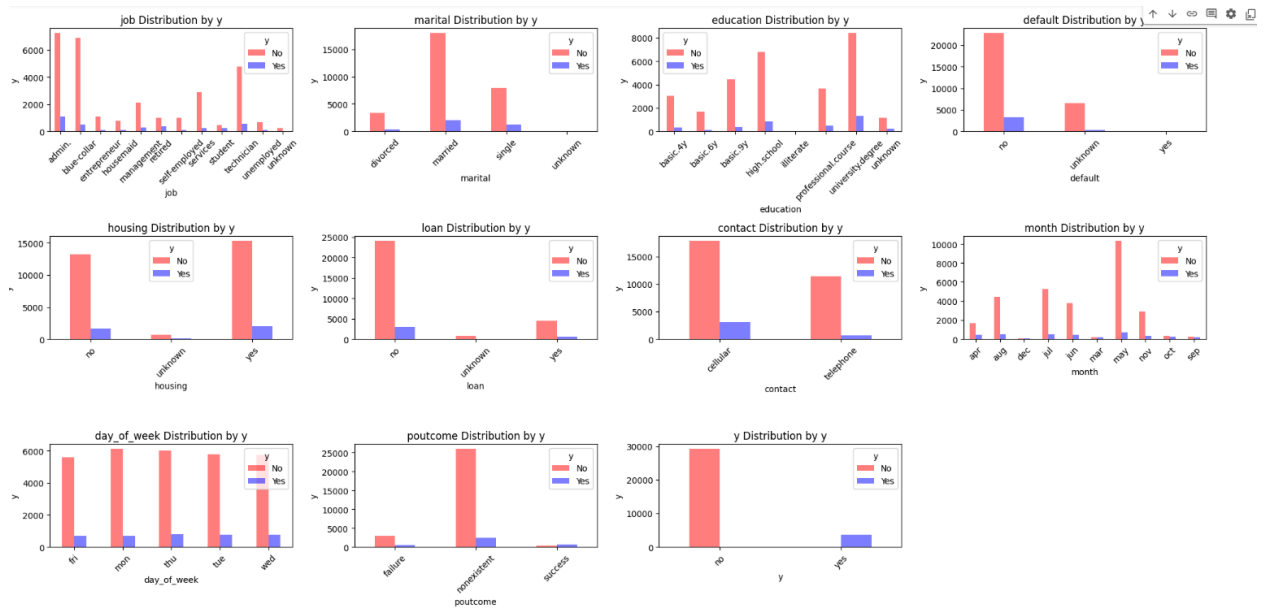 job Distribution by y
y
6000
4000
2000
0
y
No
Yes
admin.
blue-collar
entrepreneur
housemaid
management
retired
self-employed
services
student
technician
unemployed
unknown
job
marital Distribution by y
y
15000
10000
5000
0
y
No
Yes
divorced
married
single
unknown
marital
education Distribution by y
y
8000
6000
4000
2000
0
y
No
Yes
basic.4y
basic.6y
basic.9y
high.school
illiterate
professional.course
university.degree
unknown
education
default Distribution by y
y
20000
15000
10000
5000
0
y
No
Yes
no
unknown
yes
default
housing Distribution by y
15000
10000
5000
0
y
No
Yes
no
unknown
yes
housing
loan Distribution by y
y
25000
20000
15000
10000
5000
0
y
No
Yes
no
unknown
yes
loan
contact Distribution by y
y
15000
10000
5000
0
y
No
Yes
cellular
telephone
contact
month Distribution by y
y
10000
8000
6000
4000
2000
0
y
No
Yes
apr
aug
dec
jul
jun
mar
may
nov
oct
sep
month
day_of_week Distribution by y
y
6000
4000
2000
0
y
No
Yes
fri
mon
thu
tue
wed
day_of_week
poutcome Distribution by y
y
25000
20000
15000
10000
5000
0
y
No
Yes
failure
nonexistent
success
poutcome
y Distribution by y
y
30000
20000
10000
0
y
No
Yes
no
yes
y